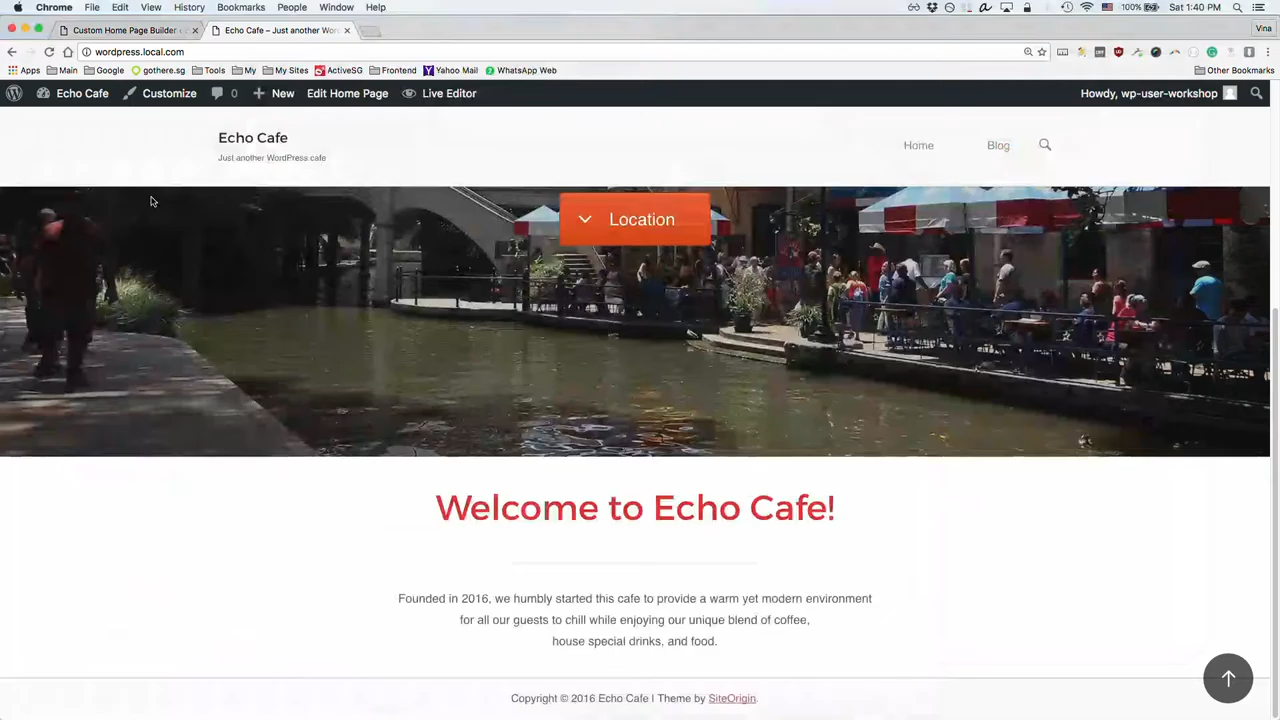 Chrome File Edit View History Bookmarks People Window Help 100% Sat 1:40 PM
Custom Home Page Builder Echo Cafe – Just another Wor Vina
wordpress.local.com
Apps Main Google gothere.sg Tools My My Sites ActiveSG Frontend Yahoo Mail WhatsApp Web Other Bookmarks
Echo Cafe Customize 0 New Edit Home Page Live Editor Howdy, wp-user-workshop
Echo Cafe
Just another WordPress cafe
Home Blog
Location
Welcome to Echo Cafe!
Founded in 2016, we humbly started this cafe to provide a warm yet modern environment
for all our guests to chill while enjoying our unique blend of coffee,
house special drinks, and food.
Copyright © 2016 Echo Cafe | Theme by SiteOrigin.